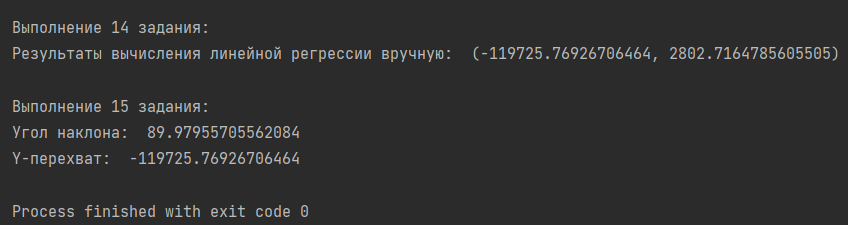 Выполнение 14 задания:
Результаты вычисления линейной регрессии вручную:  (-119725.76926706464, 2802.7164785605505)
Выполнение 15 задания:
Угол наклона:  89.97955705562084
Y-перехват:  -119725.76926706464
Process finished with exit code 0